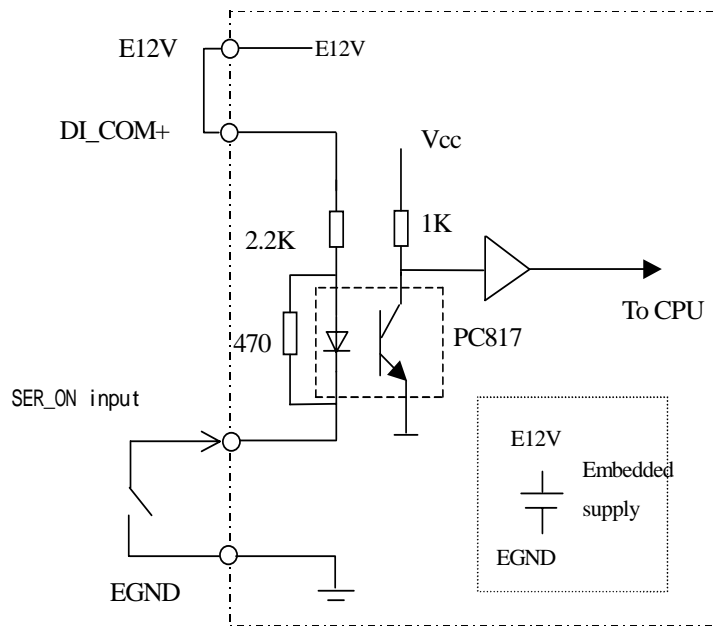 E12V
E12V
DI_COM+
Vcc
2.2K
1K
To CPU
470
PC817
SER_ON input
E12V
Embedded
supply
EGND
EGND